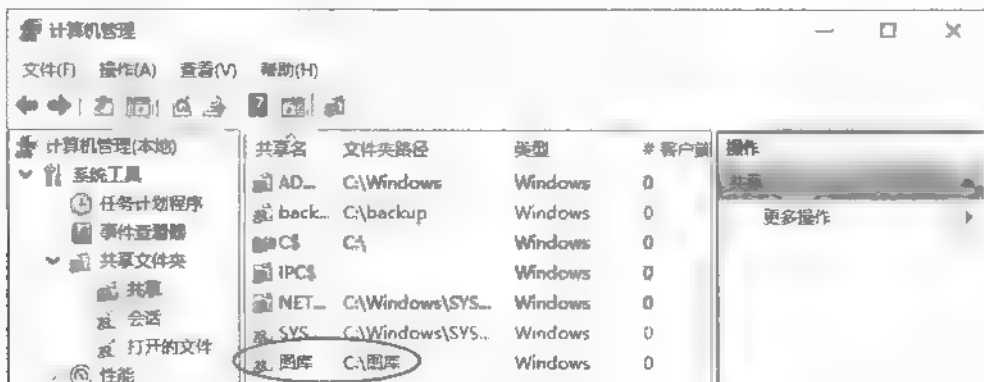 计算机管理
文件(F) 操作(A) 查看(V) 帮助(H)
计算机管理(本地)
系统工具
任务计划程序
事件查看器
共享文件夹
共享
会话
打开的文件
性能
共享名 文件夹路径 类型 # 客户端
AD... C:\Windows Windows 0
back... C:\backup Windows 0
C$ C:\ Windows 0
IPC$ Windows 0
NET... C:\Windows\SYS... Windows 0
SYS... C:\Windows\SYS... Windows 0
图库 C:\图库 Windows 0
操作
共享
更多操作